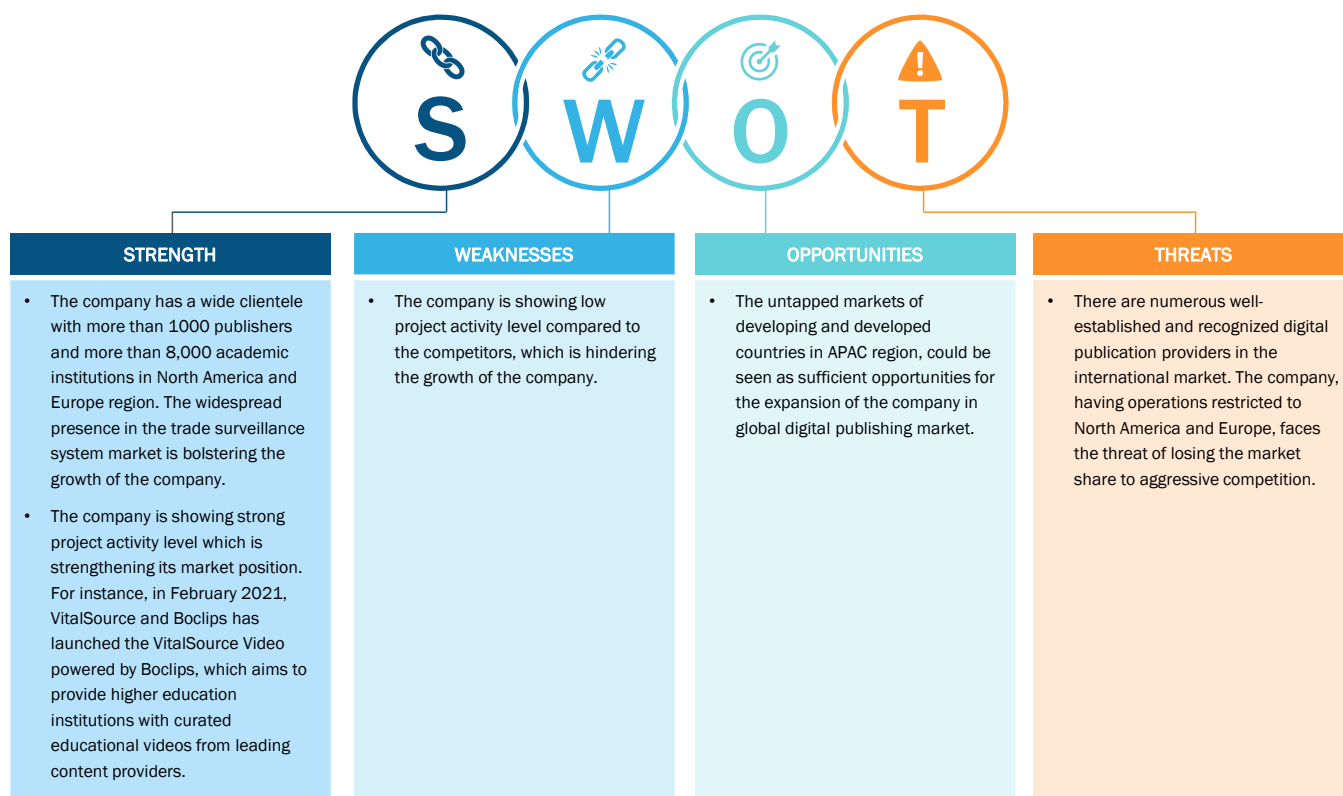 S W O T
STRENGTH
• The company has a wide clientele
with more than 1000 publishers
and more than 8,000 academic
institutions in North America and
Europe region. The widespread
presence in the trade surveillance
system market is bolstering the
growth of the company.
• The company is showing strong
project activity level which is
strengthening its market position.
For instance, in February 2021,
VitalSource and Boclips has
launched the VitalSource Video
powered by Boclips, which aims to
provide higher education
institutions with curated
educational videos from leading
content providers.
WEAKNESSES
• The company is showing low
project activity level compared to
the competitors, which is hindering
the growth of the company.
OPPORTUNITIES
• The untapped markets of
developing and developed
countries in APAC region, could be
seen as sufficient opportunities for
the expansion of the company in
global digital publishing market.
THREATS
• There are numerous well-
established and recognized digital
publication providers in the
international market. The company,
having operations restricted to
North America and Europe, faces
the threat of losing the market
share to aggressive competition.